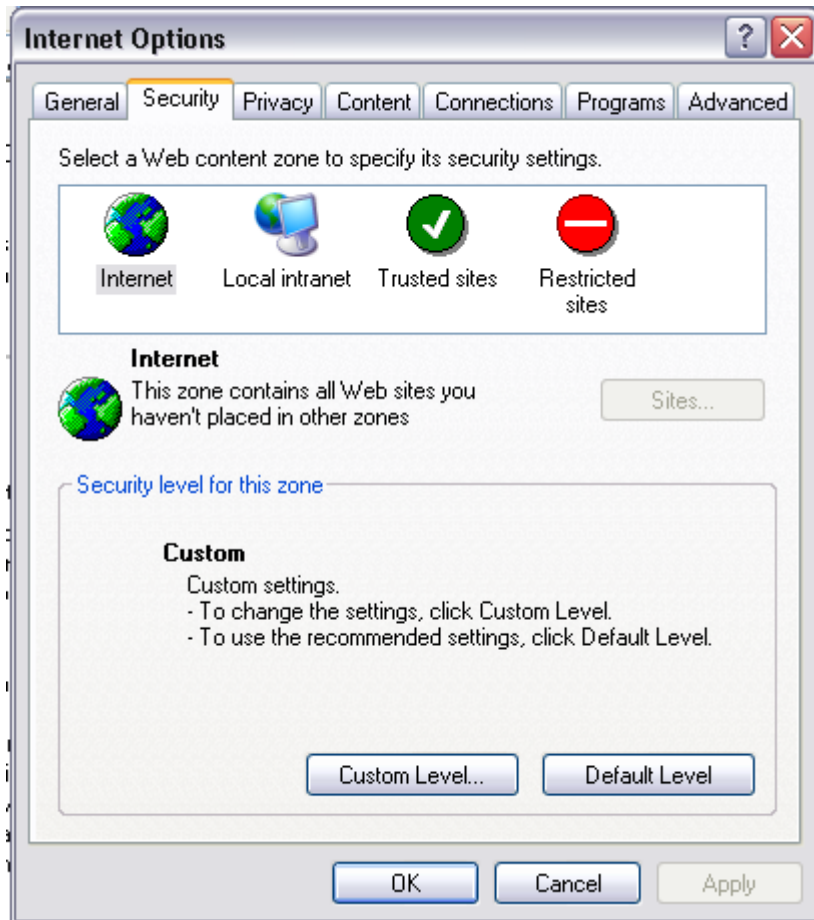 Internet Options
General Security Privacy Content Connections Programs Advanced
Select a Web content zone to specify its security settings.
Internet Local intranet Trusted sites Restricted
sites
Internet
This zone contains all Web sites you
haven't placed in other zones
Sites...
Security level for this zone
Custom
Custom settings.
- To change the settings, click Custom Level.
- To use the recommended settings, click Default Level.
Custom Level... Default Level
OK Cancel Apply